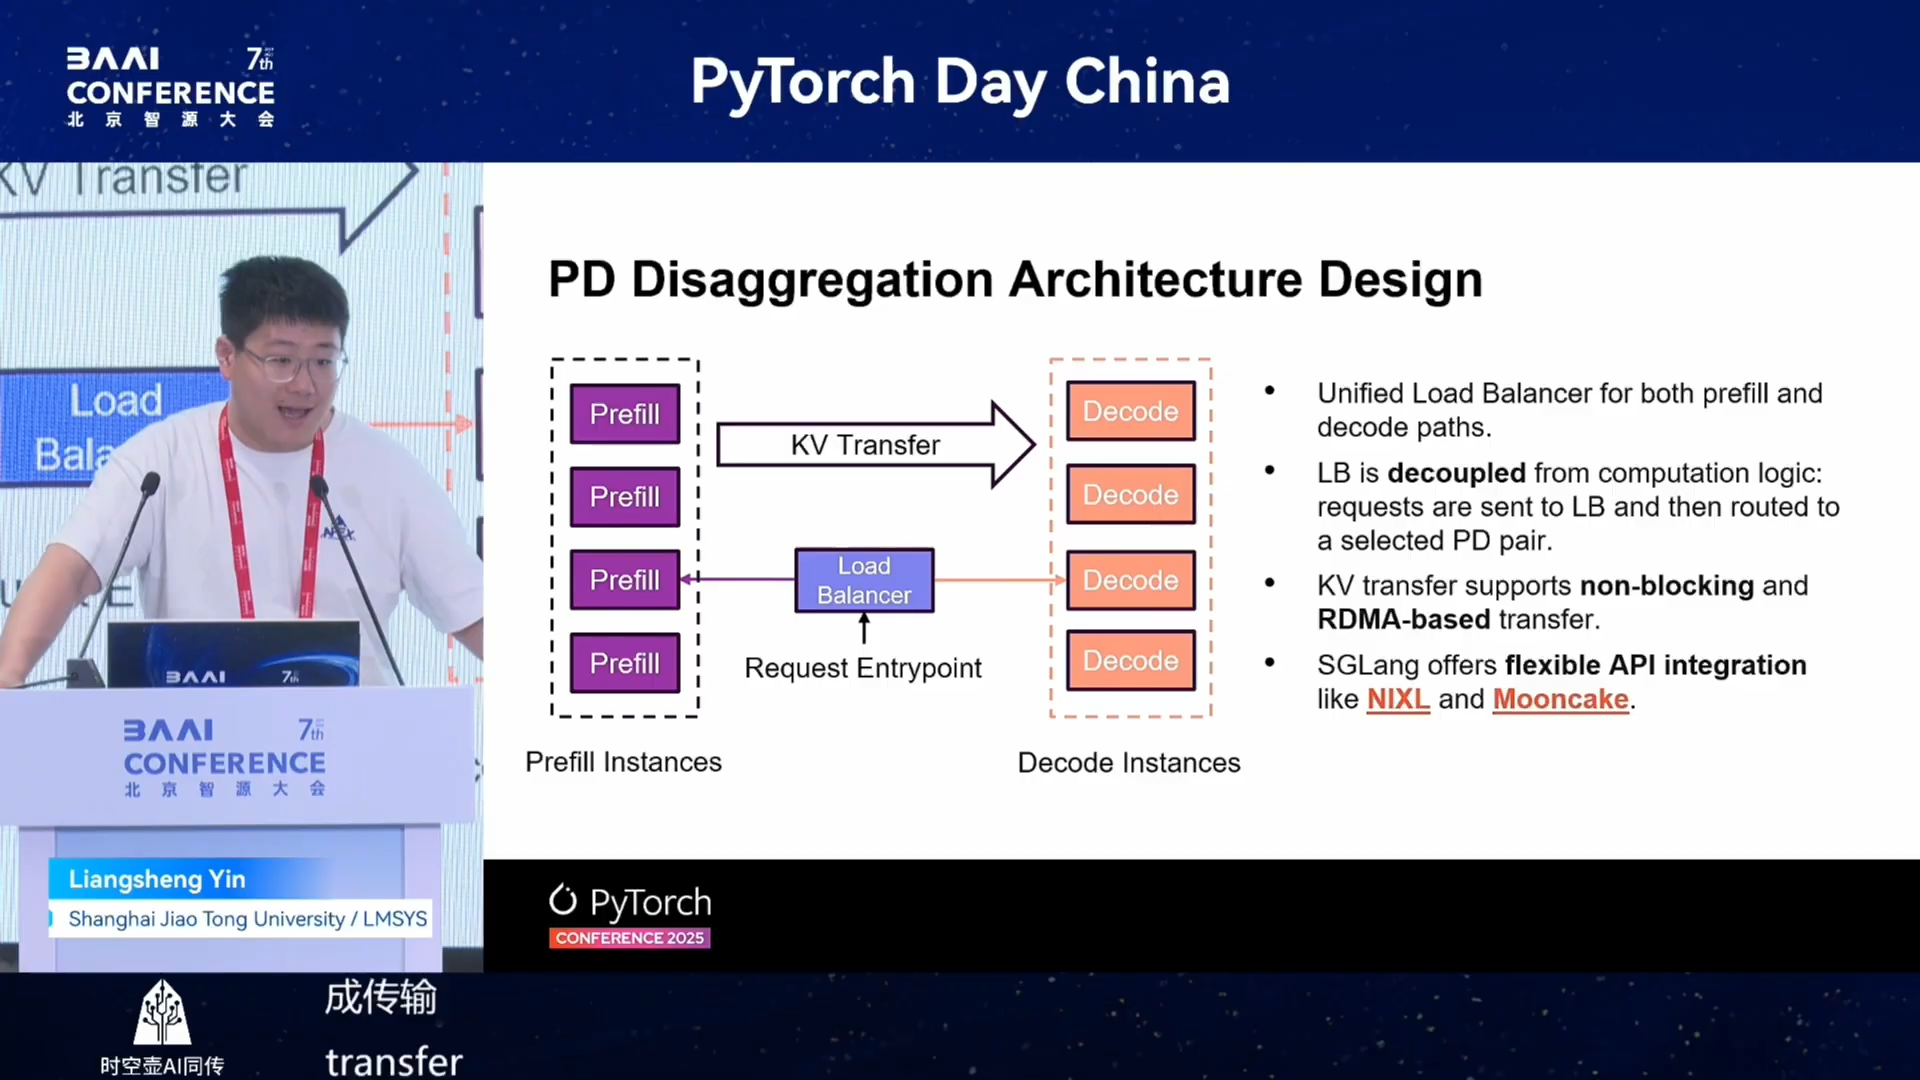 BAAI 7th
CONFERENCE
北京智源大会
PyTorch Day China
KV Transfer
Load
Bala
PD Disaggregation Architecture Design
Prefill
Prefill
Prefill
Prefill
Prefill Instances
KV Transfer
Load
Balancer
Request Entrypoint
Decode
Decode
Decode
Decode
Decode Instances
• Unified Load Balancer for both prefill and
decode paths.
• LB is decoupled from computation logic:
requests are sent to LB and then routed to
a selected PD pair.
• KV transfer supports non-blocking and
RDMA-based transfer.
• SGLang offers flexible API integration
like NIXL and Mooncake.
BAAI 7th
BAAI 7th
CONFERENCE
北京智源大会
Liangsheng Yin
Shanghai Jiao Tong University / LMSYS
PyTorch
CONFERENCE 2025
时空壶AI同传
成传输
transfer